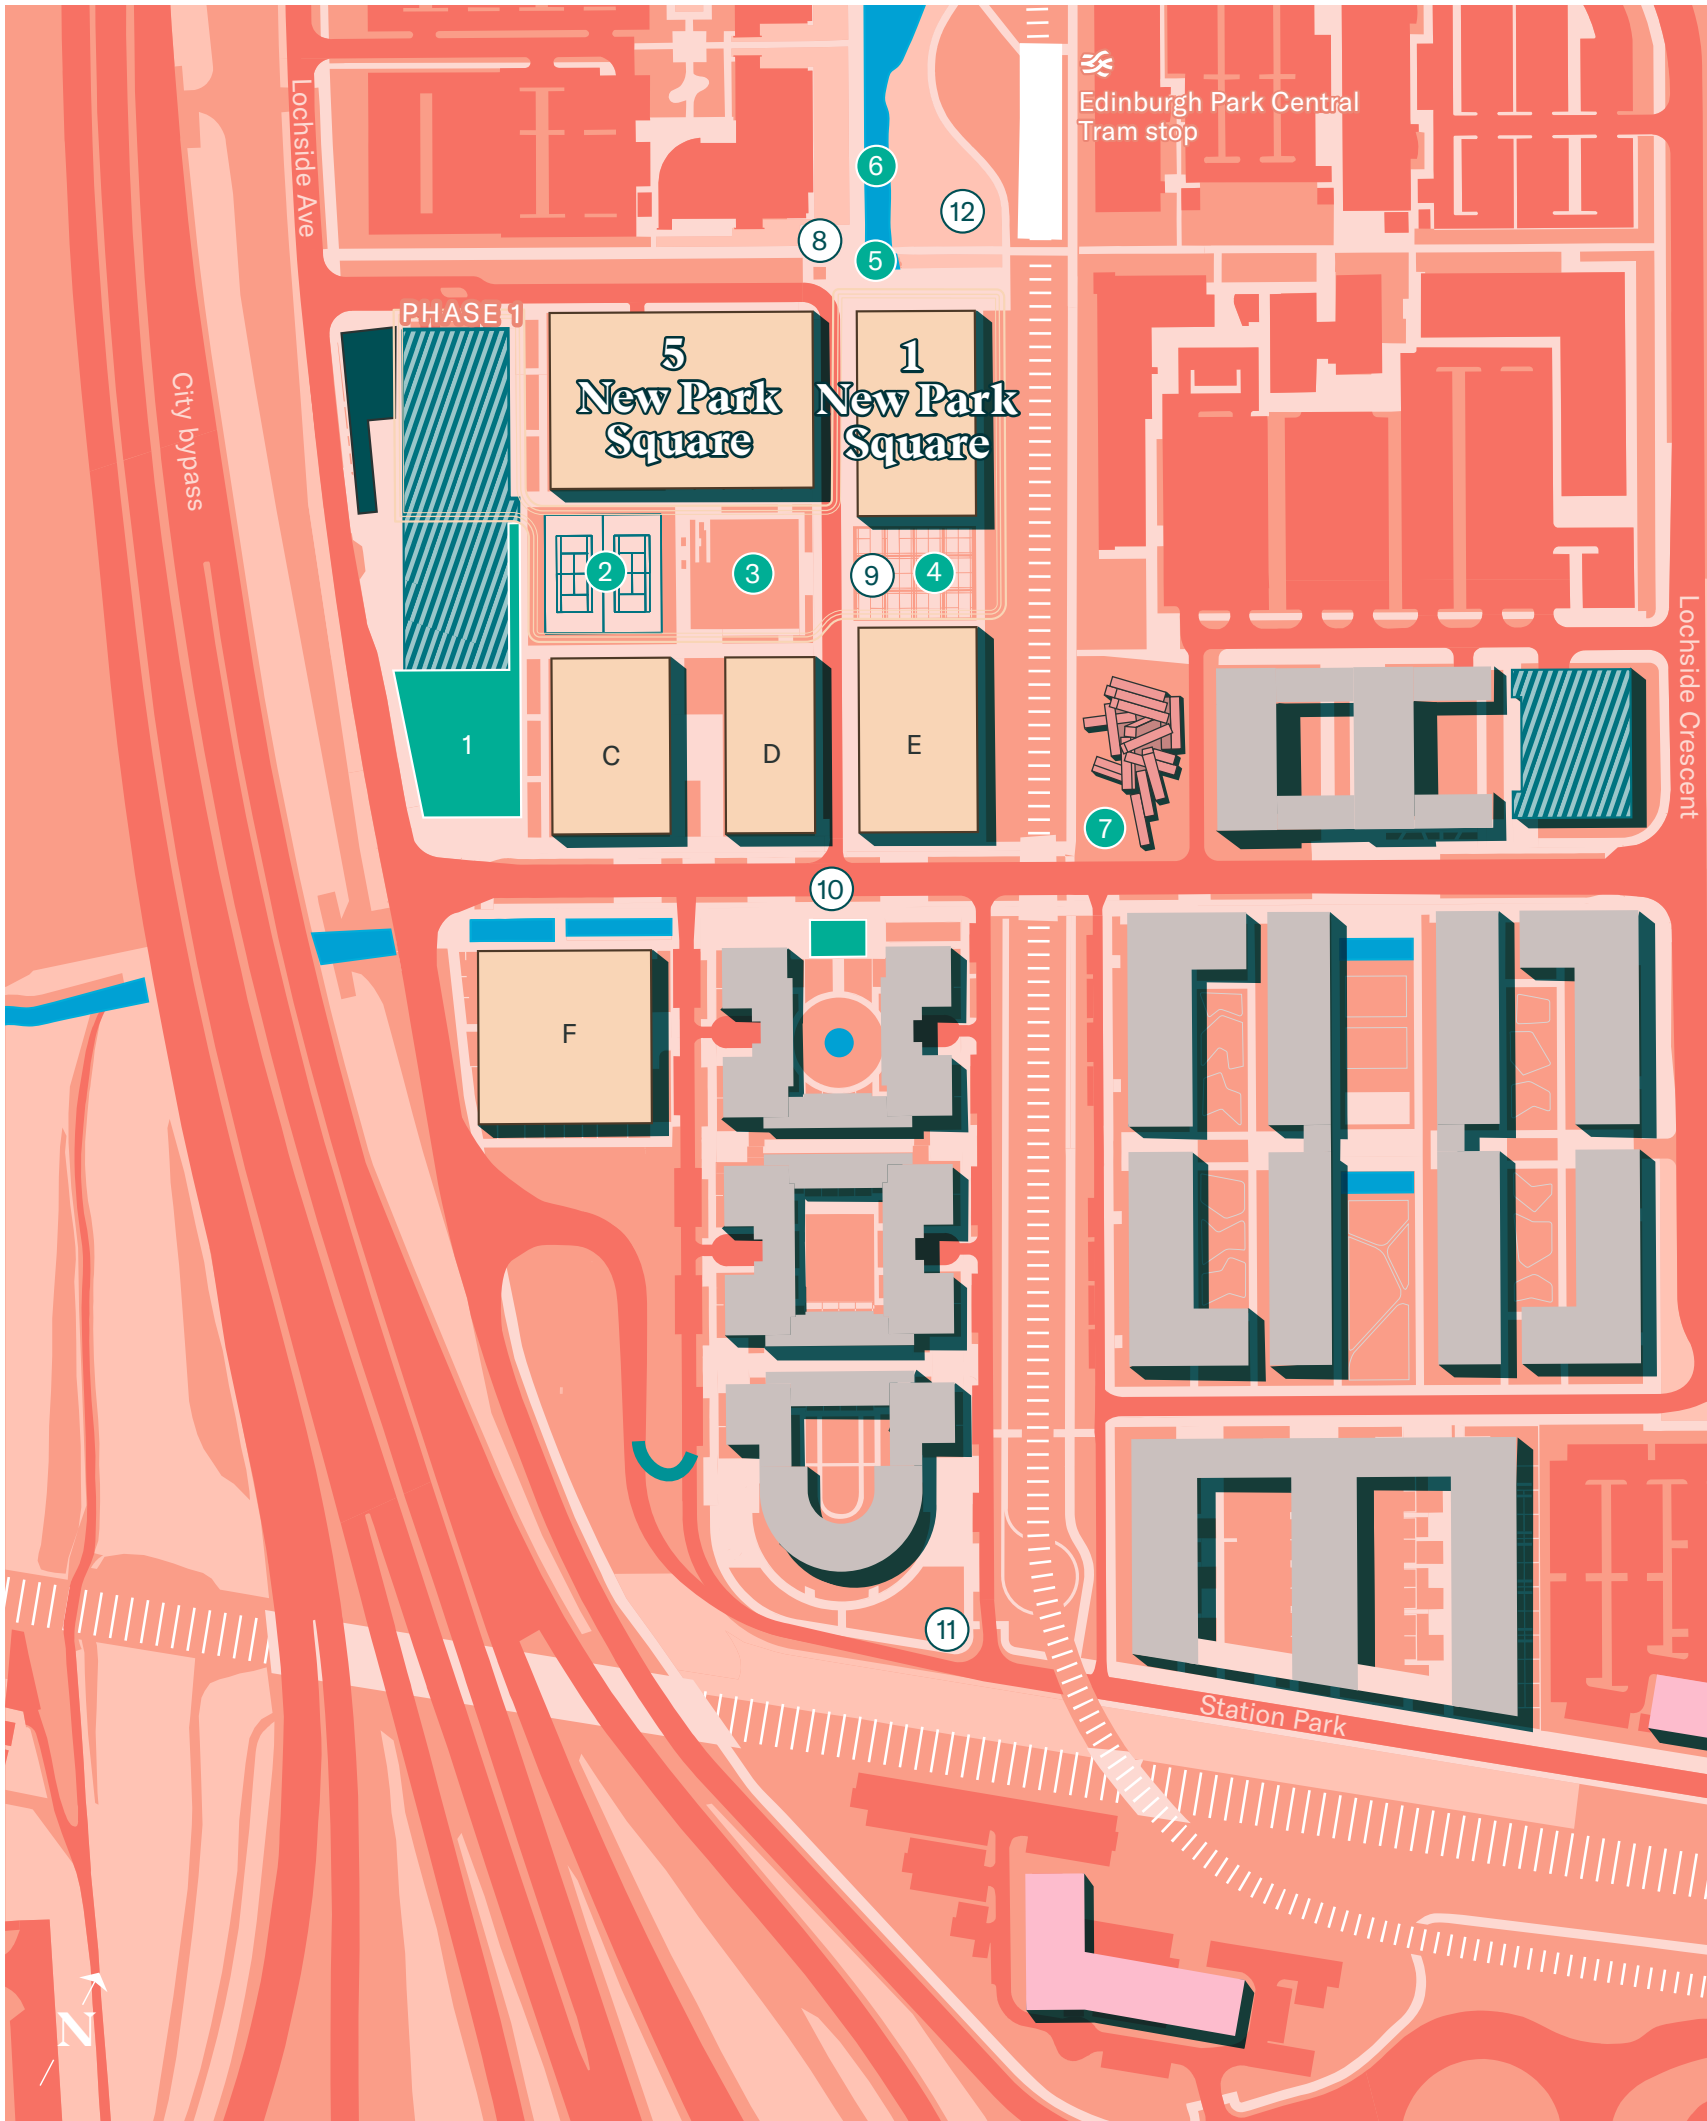 Edinburgh Park Central
Tram stop
Lochside Ave
6
12
8
5
PHASE 1
5
New Park
Square
1
New Park
Square
City bypass
2
3
9
4
Lochside Crescent
1
C
D
E
7
10
F
11
Station Park
N